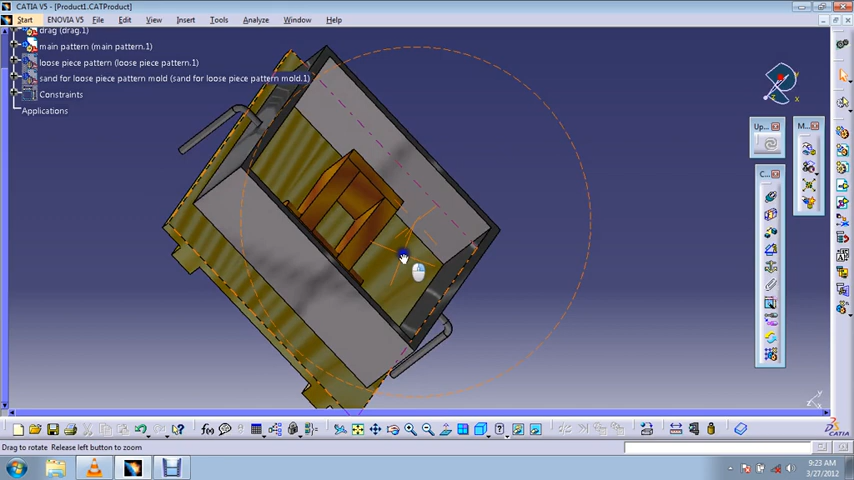 CATIA V5 - [Product1.CATProduct]
Start ENOVIA V5 File Edit View Insert Tools Analyze Window Help
drag (drag.1)
main pattern (main pattern.1)
loose piece pattern (loose piece pattern.1)
sand for loose piece pattern mold (sand for loose piece pattern mold.1)
Constraints
Applications
Up...
M...
C...
Drag to rotate Release left button to zoom
9:23 AM
3/27/2012